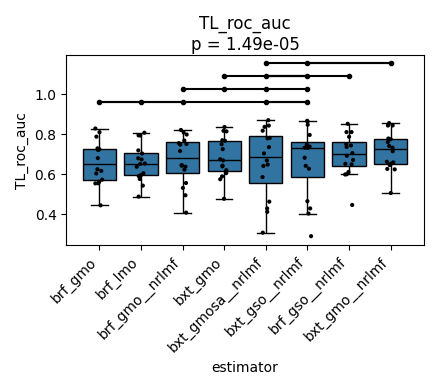 TL_roc_auc
p = 1.49e-05
TL_roc_auc
1.0
0.8
0.6
0.4
brf_gmo
brf_lmo
brf_gmo__nrlmf
bxt_gmo
bxt_gmosa__nrlmf
bxt_gso__nrlmf
brf_gso__nrlmf
bxt_gmo__nrlmf
estimator